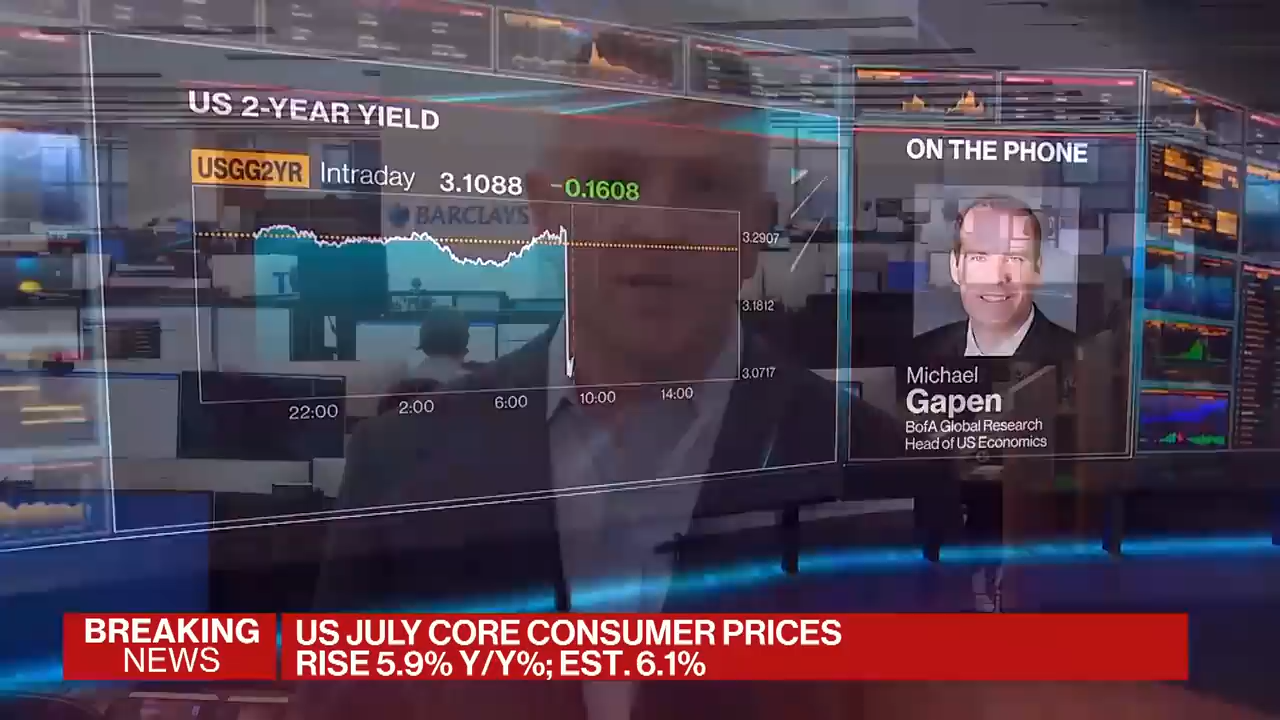 US 2-YEAR YIELD
USGG2YR Intraday 3.1088 -0.1608
BARCLAYS
3.2907
3.1812
3.0717
22:00 2:00 6:00 10:00 14:00
ON THE PHONE
Michael
Gapen
BofA Global Research
Head of US Economics
BREAKING
NEWS
US JULY CORE CONSUMER PRICES
RISE 5.9% Y/Y%; EST. 6.1%